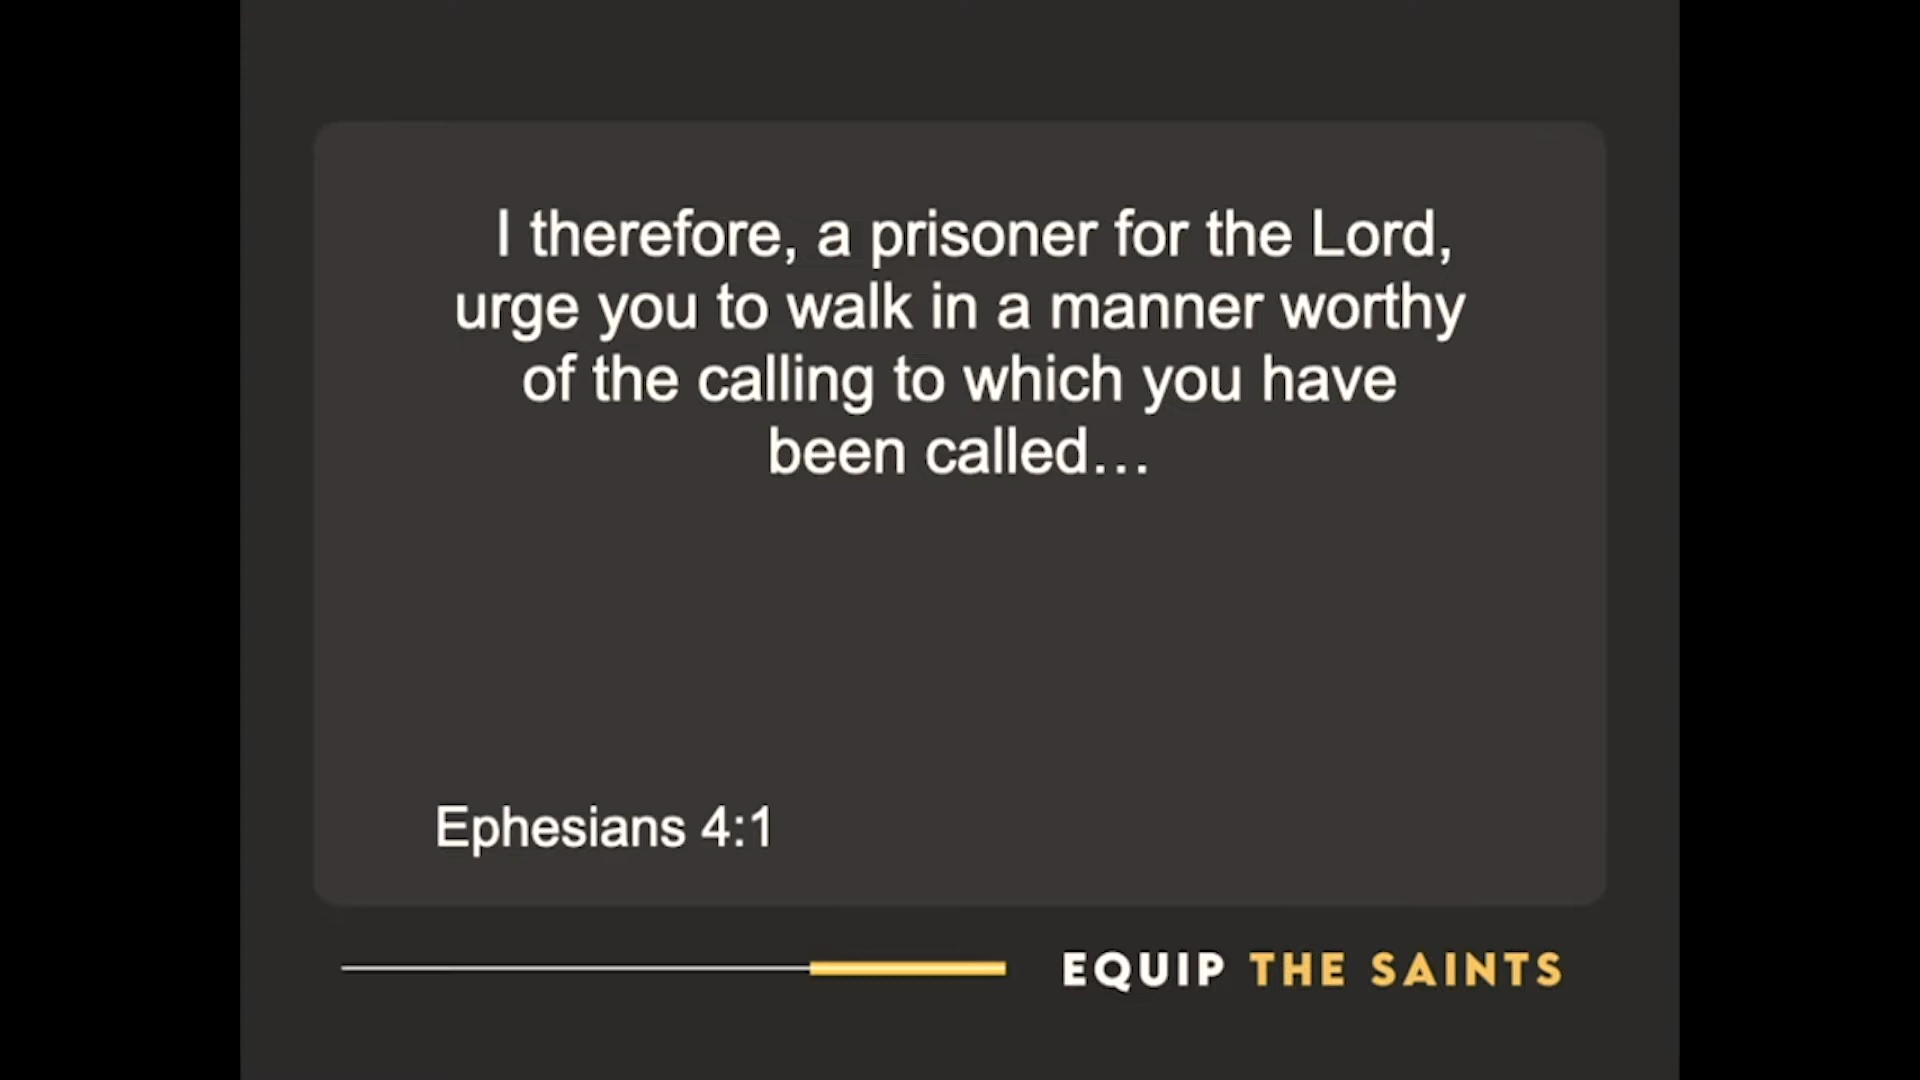 I therefore, a prisoner for the Lord,
urge you to walk in a manner worthy
of the calling to which you have
been called…
Ephesians 4:1
EQUIP THE SAINTS